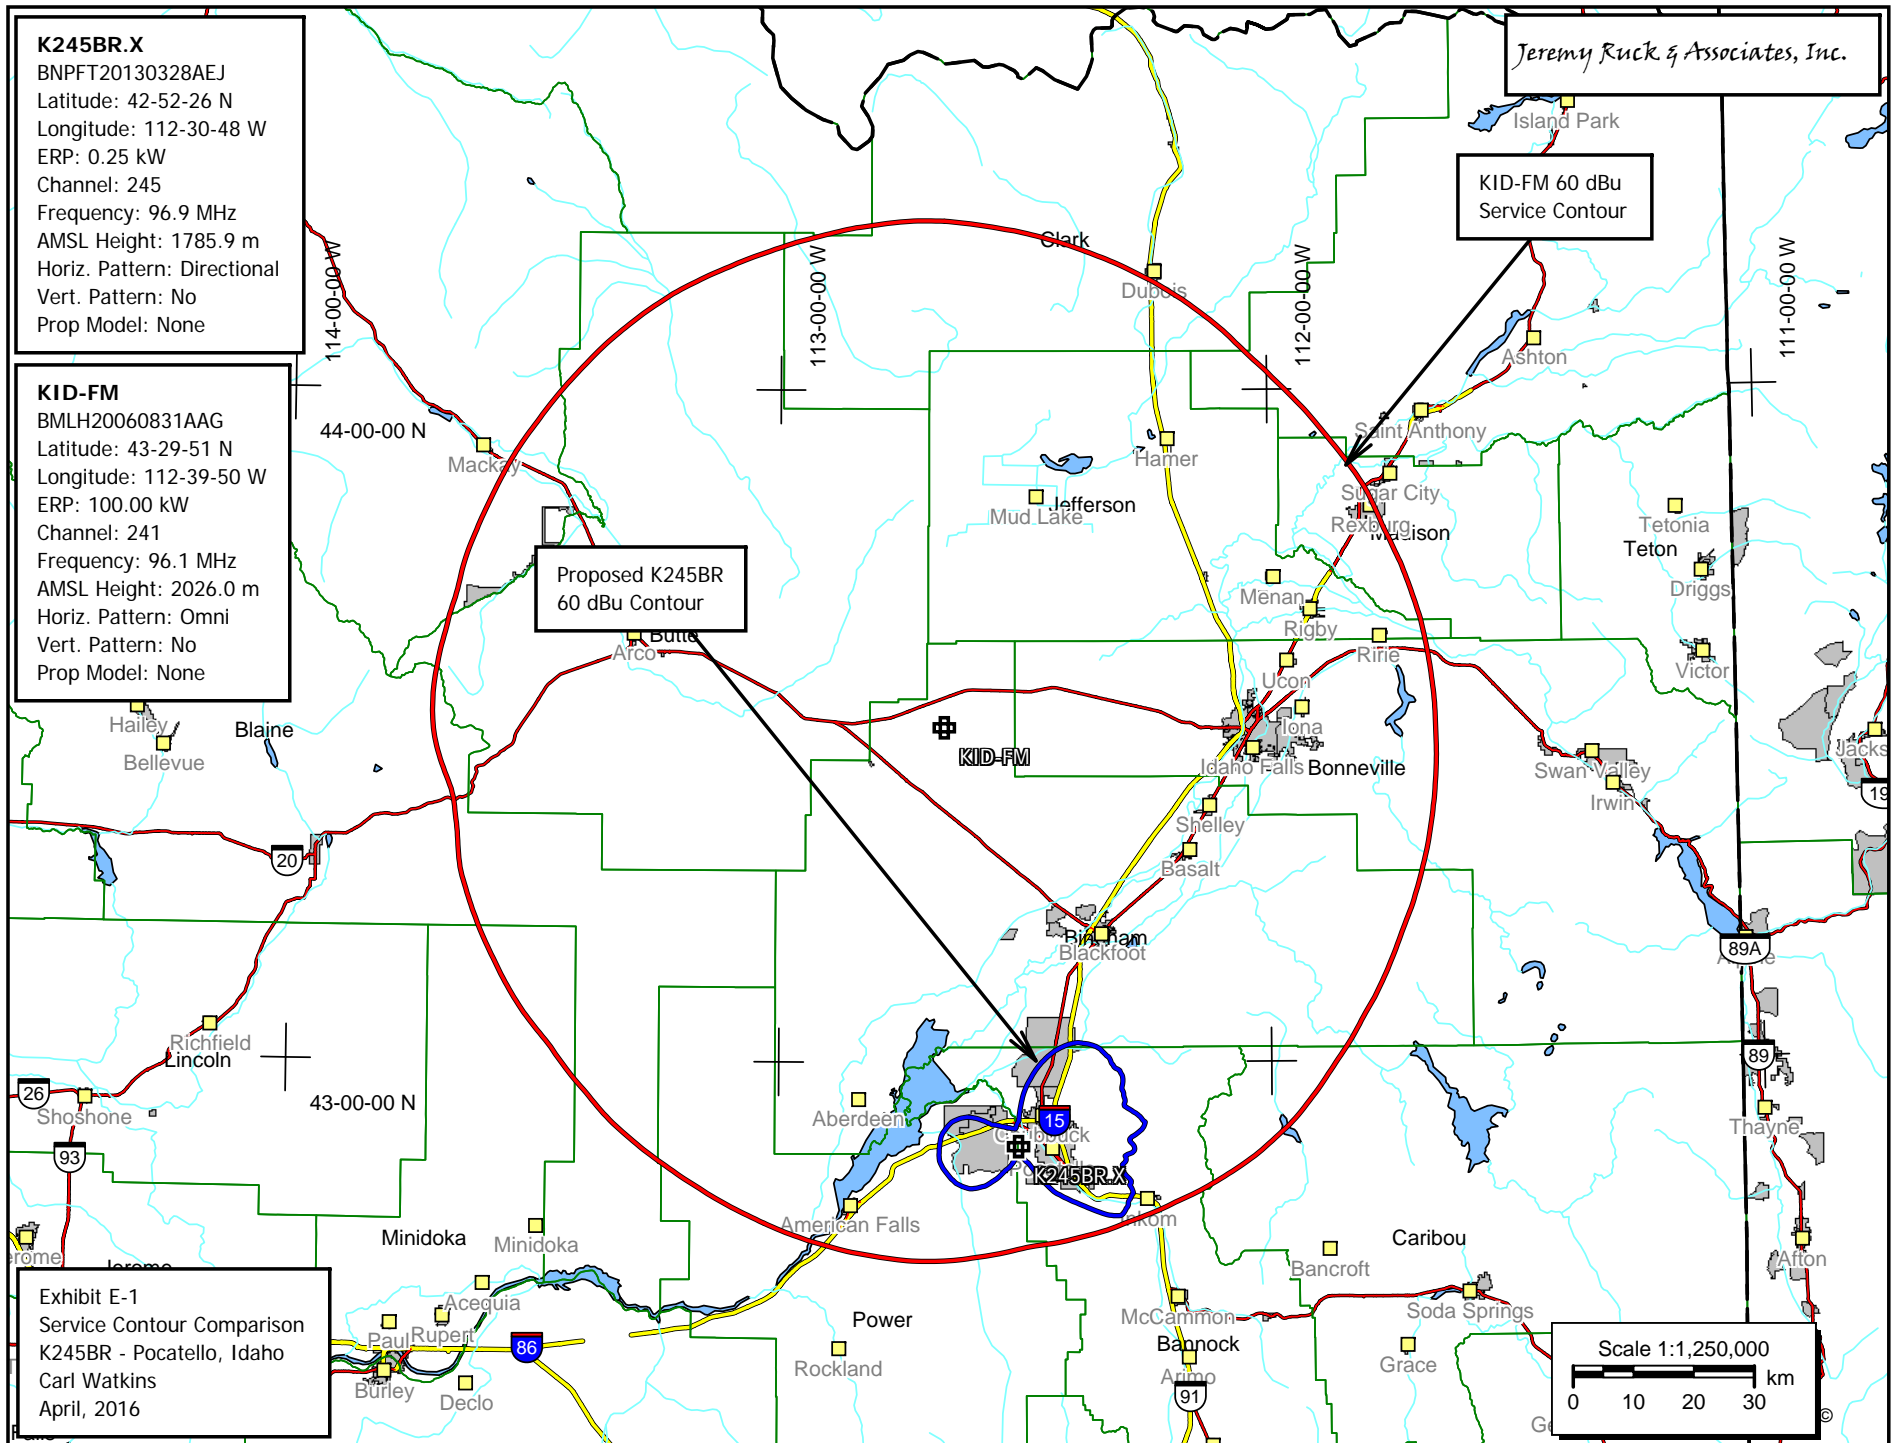 K245BR.X
BNPFT20130328AEJ
Latitude: 42-52-26 N
Longitude: 112-30-48 W
ERP: 0.25 kW
Channel: 245
Frequency: 96.9 MHz
AMSL Height: 1785.9 m
Horiz. Pattern: Directional
Vert. Pattern: No
Prop Model: None
KID-FM
BMLH20060831AAG
Latitude: 43-29-51 N
Longitude: 112-39-50 W
ERP: 100.00 kW
Channel: 241
Frequency: 96.1 MHz
AMSL Height: 2026.0 m
Horiz. Pattern: Omni
Vert. Pattern: No
Prop Model: None
Jeremy Ruck & Associates, Inc.
KID-FM 60 dBu
Service Contour
Proposed K245BR
60 dBu Contour
114-00-00 W
113-00-00 W
112-00-00 W
111-00-00 W
44-00-00 N
43-00-00 N
Island Park
Clark
Dubois
Ashton
Saint Anthony
Mackay
Hamer
Sugar City
Jefferson
Mud Lake
Rexburg
Madison
Tetonia
Teton
Driggs
Menan
Rigby
Butte
Arco
Ririe
Victor
Ucon
Hailey
Blaine
Iona
Bellevue
KID-FM
Idaho Falls
Bonneville
Swan Valley
Irwin
19
Shelley
20
Basalt
Bingham
Blackfoot
89A
Richfield
Lincoln
89
26
Shoshone
Aberdeen
15
Chubbuck
Thayne
93
K245BR.X
American Falls
Inkom
Minidoka
Minidoka
Caribou
Bancroft
Afton
Acequia
McCammon
Soda Springs
Paul
Rupert
Power
86
Bannock
Rockland
Grace
Arimo
Burley
Declo
91
Exhibit E-1
Service Contour Comparison
K245BR - Pocatello, Idaho
Carl Watkins
April, 2016
Scale 1:1,250,000
0 10 20 30 km
©